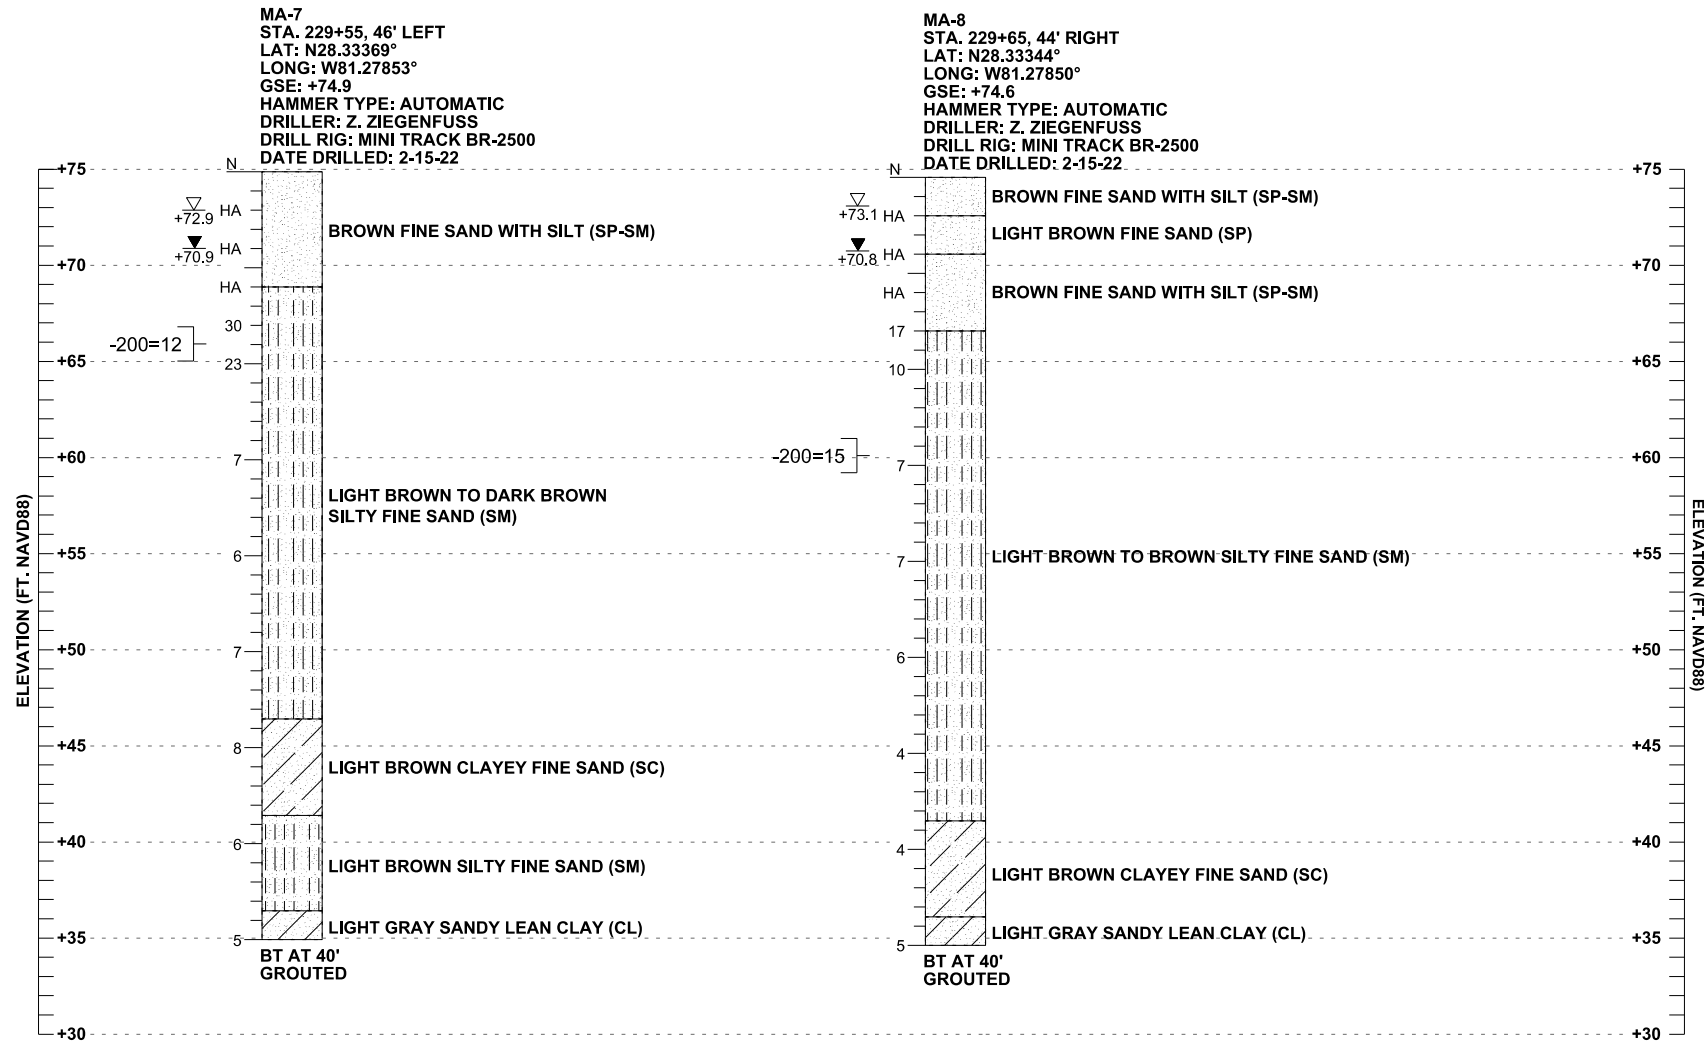 MA-7
STA. 229+55, 46' LEFT
LAT: N28.33369°
LONG: W81.27853°
GSE: +74.9
HAMMER TYPE: AUTOMATIC
DRILLER: Z. ZIEGENFUSS
DRILL RIG: MINI TRACK BR-2500
DATE DRILLED: 2-15-22
MA-8
STA. 229+65, 44' RIGHT
LAT: N28.33344°
LONG: W81.27850°
GSE: +74.6
HAMMER TYPE: AUTOMATIC
DRILLER: Z. ZIEGENFUSS
DRILL RIG: MINI TRACK BR-2500
DATE DRILLED: 2-15-22
ELEVATION (FT. NAVD88)
+75
+70
+65
+60
+55
+50
+45
+40
+35
+30
N
+72.9 HA
+70.9 HA
HA
30
-200=12
23
7
6
7
8
6
5
BROWN FINE SAND WITH SILT (SP-SM)
LIGHT BROWN TO DARK BROWN
SILTY FINE SAND (SM)
LIGHT BROWN CLAYEY FINE SAND (SC)
LIGHT BROWN SILTY FINE SAND (SM)
LIGHT GRAY SANDY LEAN CLAY (CL)
BT AT 40'
GROUTED
N
+73.1 HA
+70.8 HA
HA
17
10
-200=15
7
7
6
4
4
5
BROWN FINE SAND WITH SILT (SP-SM)
LIGHT BROWN FINE SAND (SP)
BROWN FINE SAND WITH SILT (SP-SM)
LIGHT BROWN TO BROWN SILTY FINE SAND (SM)
LIGHT BROWN CLAYEY FINE SAND (SC)
LIGHT GRAY SANDY LEAN CLAY (CL)
BT AT 40'
GROUTED
+75
+70
+65
+60
+55
+50
+45
+40
+35
+30
ELEVATION (FT. NAVD88)